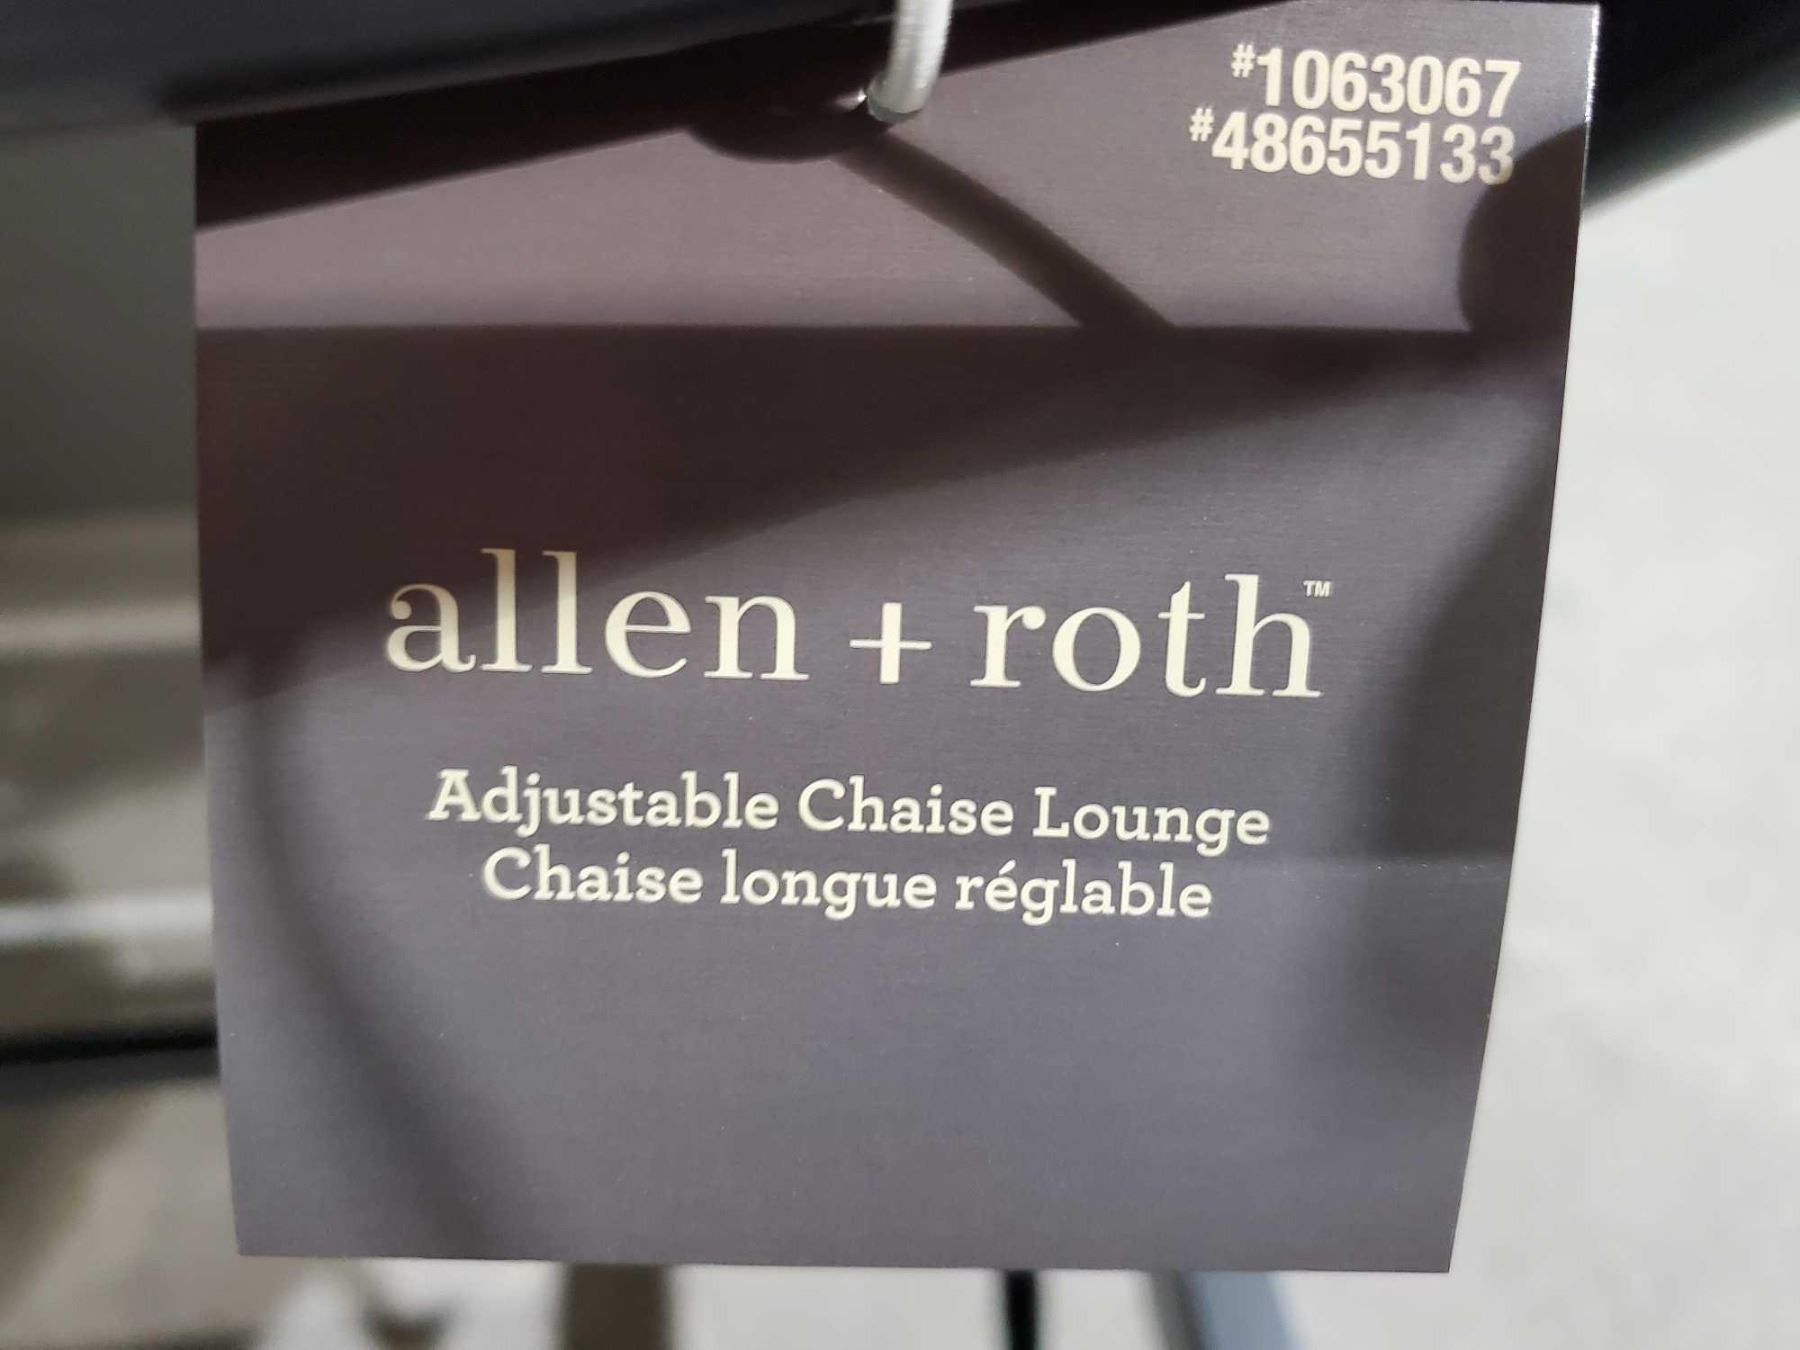 #1063067
#48655133
allen + roth™
Adjustable Chaise Lounge
Chaise longue réglable